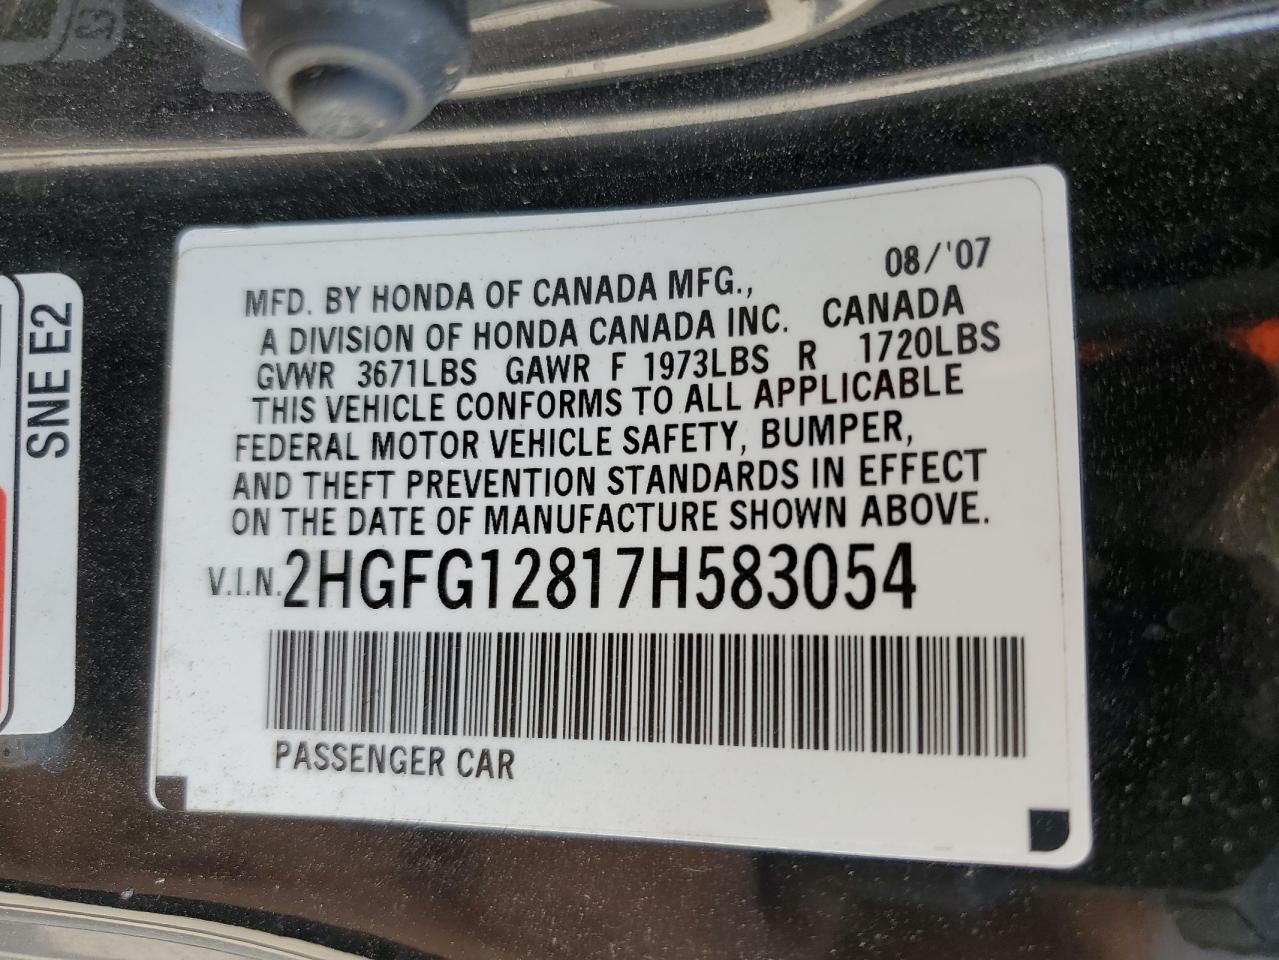 SNE E2
08/'07
MFD. BY HONDA OF CANADA MFG.,
A DIVISION OF HONDA CANADA INC. CANADA
GVWR 3671LBS GAWR F 1973LBS R 1720LBS
THIS VEHICLE CONFORMS TO ALL APPLICABLE
FEDERAL MOTOR VEHICLE SAFETY, BUMPER,
AND THEFT PREVENTION STANDARDS IN EFFECT
ON THE DATE OF MANUFACTURE SHOWN ABOVE.
V.I.N. 2HGFG12817H583054
PASSENGER CAR